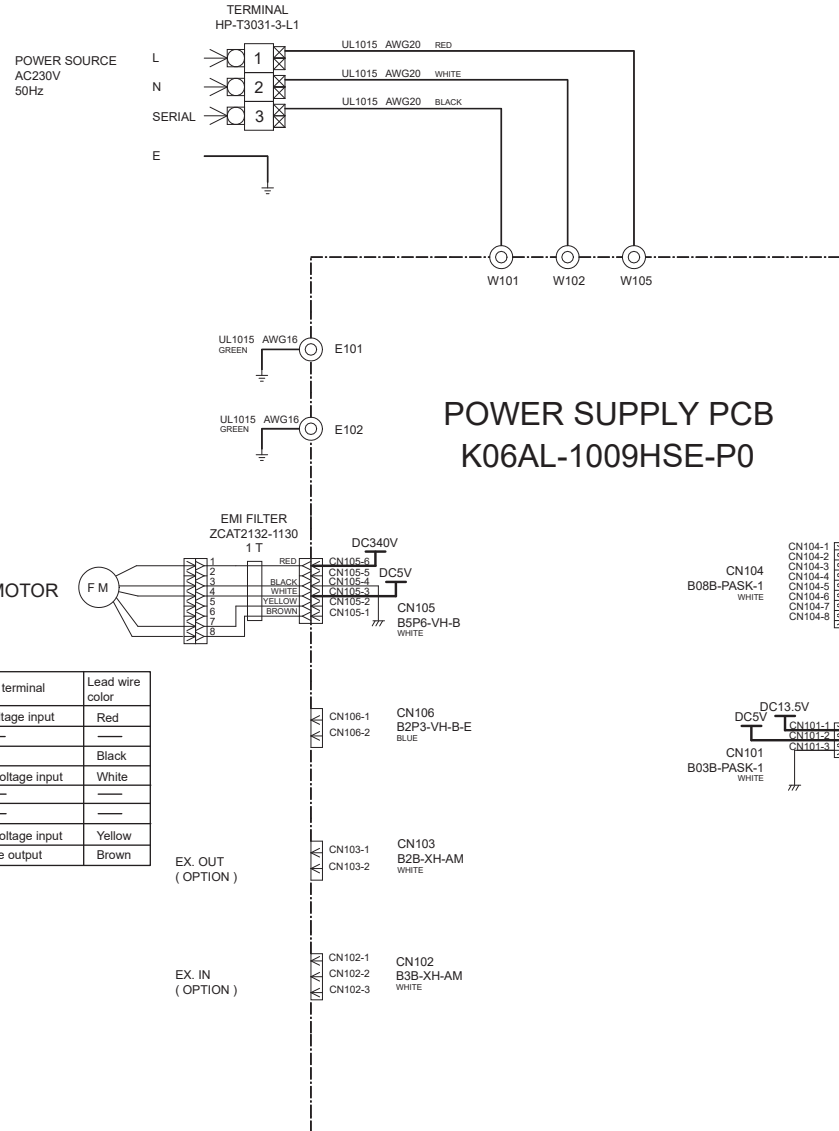 TERMINAL
HP-T3031-3-L1
POWER SOURCE
AC230V
50Hz
L
N
SERIAL
E
1
2
3
UL1015 AWG20 RED
UL1015 AWG20 WHITE
UL1015 AWG20 BLACK
W101
W102
W105
UL1015 AWG16
GREEN
E101
UL1015 AWG16
GREEN
E102
POWER SUPPLY PCB
K06AL-1009HSE-P0
EMI FILTER
ZCAT2132-1130
1 T
MOTOR
F M
1
2
3
4
5
6
7
8
RED
BLACK
WHITE
YELLOW
BROWN
CN105-6
CN105-5
CN105-4
CN105-3
CN105-2
CN105-1
DC340V
DC5V
CN105
B5P6-VH-B
WHITE
CN104
B08B-PASK-1
WHITE
CN104-1
CN104-2
CN104-3
CN104-4
CN104-5
CN104-6
CN104-7
CN104-8
terminal
Lead wire
color
tage input
Red
—
Black
oltage input
White
—
—
oltage input
Yellow
e output
Brown
CN106-1
CN106-2
CN106
B2P3-VH-B-E
BLUE
DC13.5V
DC5V
CN101-1
CN101-2
CN101-3
CN101
B03B-PASK-1
WHITE
EX. OUT
( OPTION )
CN103-1
CN103-2
CN103
B2B-XH-AM
WHITE
EX. IN
( OPTION )
CN102-1
CN102-2
CN102-3
CN102
B3B-XH-AM
WHITE